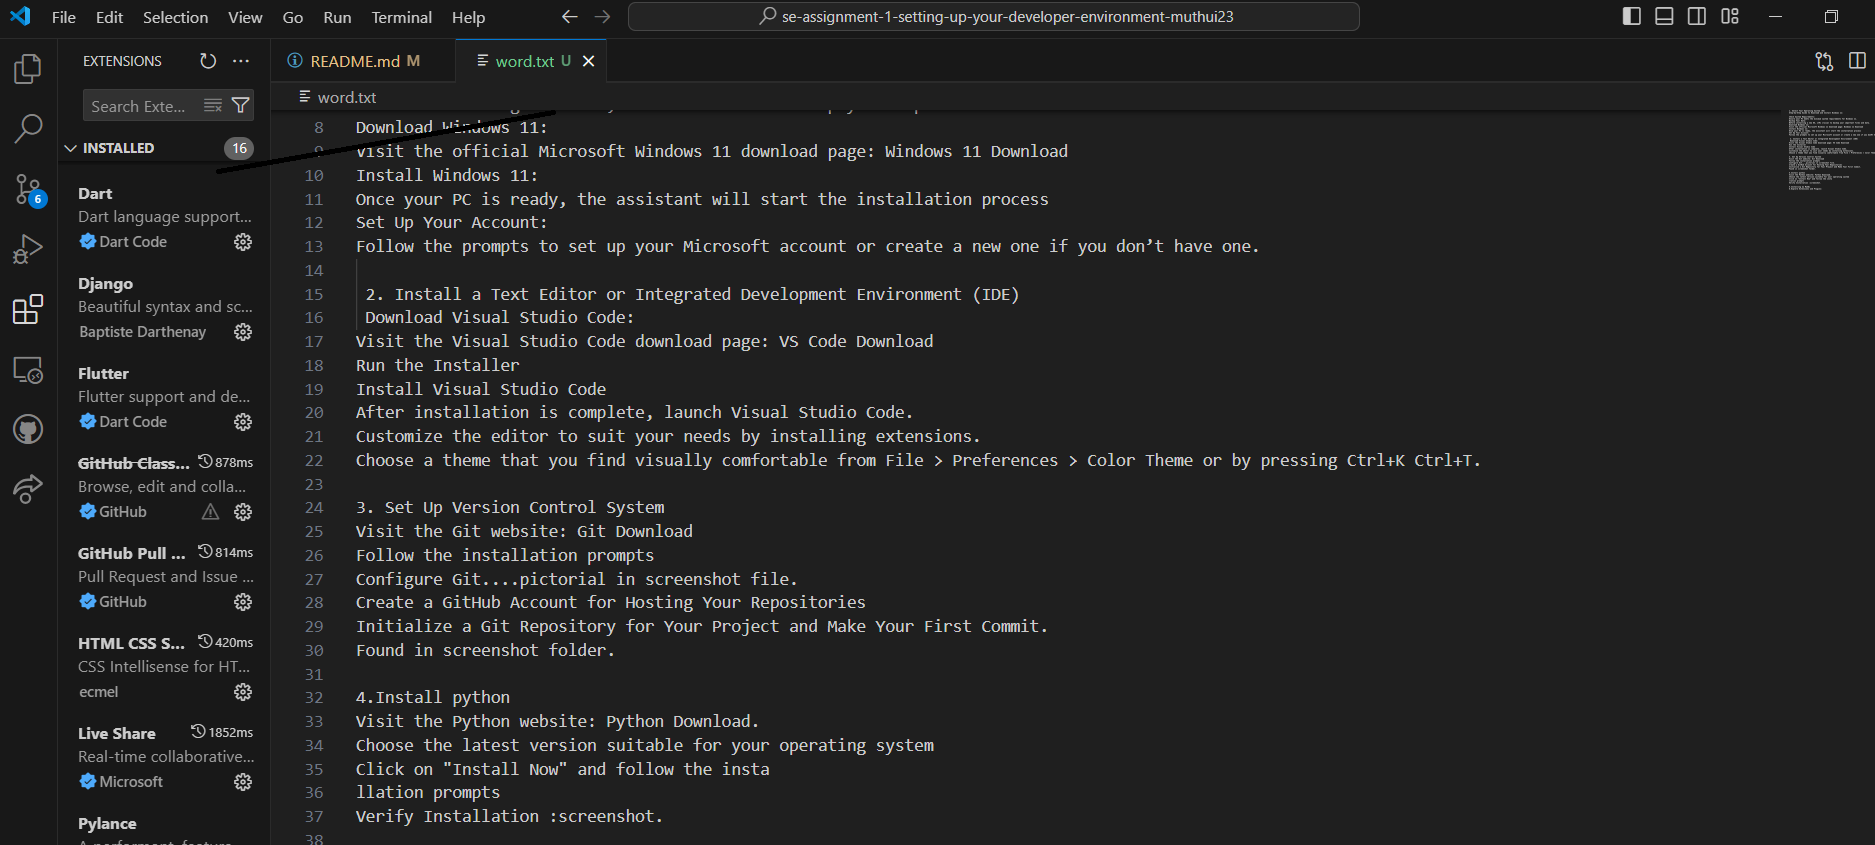 File Edit Selection View Go Run Terminal Help
se-assignment-1-setting-up-your-developer-environment-muthui23
EXTENSIONS
README.md M
word.txt U
Search Exte...
word.txt
INSTALLED
16
6
Dart
Dart language support...
Dart Code
Django
Beautiful syntax and sc...
Baptiste Darthenay
Flutter
Flutter support and de...
Dart Code
GitHub Class... 878ms
Browse, edit and colla...
GitHub
GitHub Pull ... 814ms
Pull Request and Issue ...
GitHub
HTML CSS S... 420ms
CSS Intellisense for HT...
ecmel
Live Share 1852ms
Real-time collaborative...
Microsoft
Pylance
8 Download Windows 11:
9 Visit the official Microsoft Windows 11 download page: Windows 11 Download
10 Install Windows 11:
11 Once your PC is ready, the assistant will start the installation process
12 Set Up Your Account:
13 Follow the prompts to set up your Microsoft account or create a new one if you don’t have one.
14
15 2. Install a Text Editor or Integrated Development Environment (IDE)
16 Download Visual Studio Code:
17 Visit the Visual Studio Code download page: VS Code Download
18 Run the Installer
19 Install Visual Studio Code
20 After installation is complete, launch Visual Studio Code.
21 Customize the editor to suit your needs by installing extensions.
22 Choose a theme that you find visually comfortable from File > Preferences > Color Theme or by pressing Ctrl+K Ctrl+T.
23
24 3. Set Up Version Control System
25 Visit the Git website: Git Download
26 Follow the installation prompts
27 Configure Git....pictorial in screenshot file.
28 Create a GitHub Account for Hosting Your Repositories
29 Initialize a Git Repository for Your Project and Make Your First Commit.
30 Found in screenshot folder.
31
32 4.Install python
33 Visit the Python website: Python Download.
34 Choose the latest version suitable for your operating system
35 Click on "Install Now" and follow the insta
36 llation prompts
37 Verify Installation :screenshot.
38